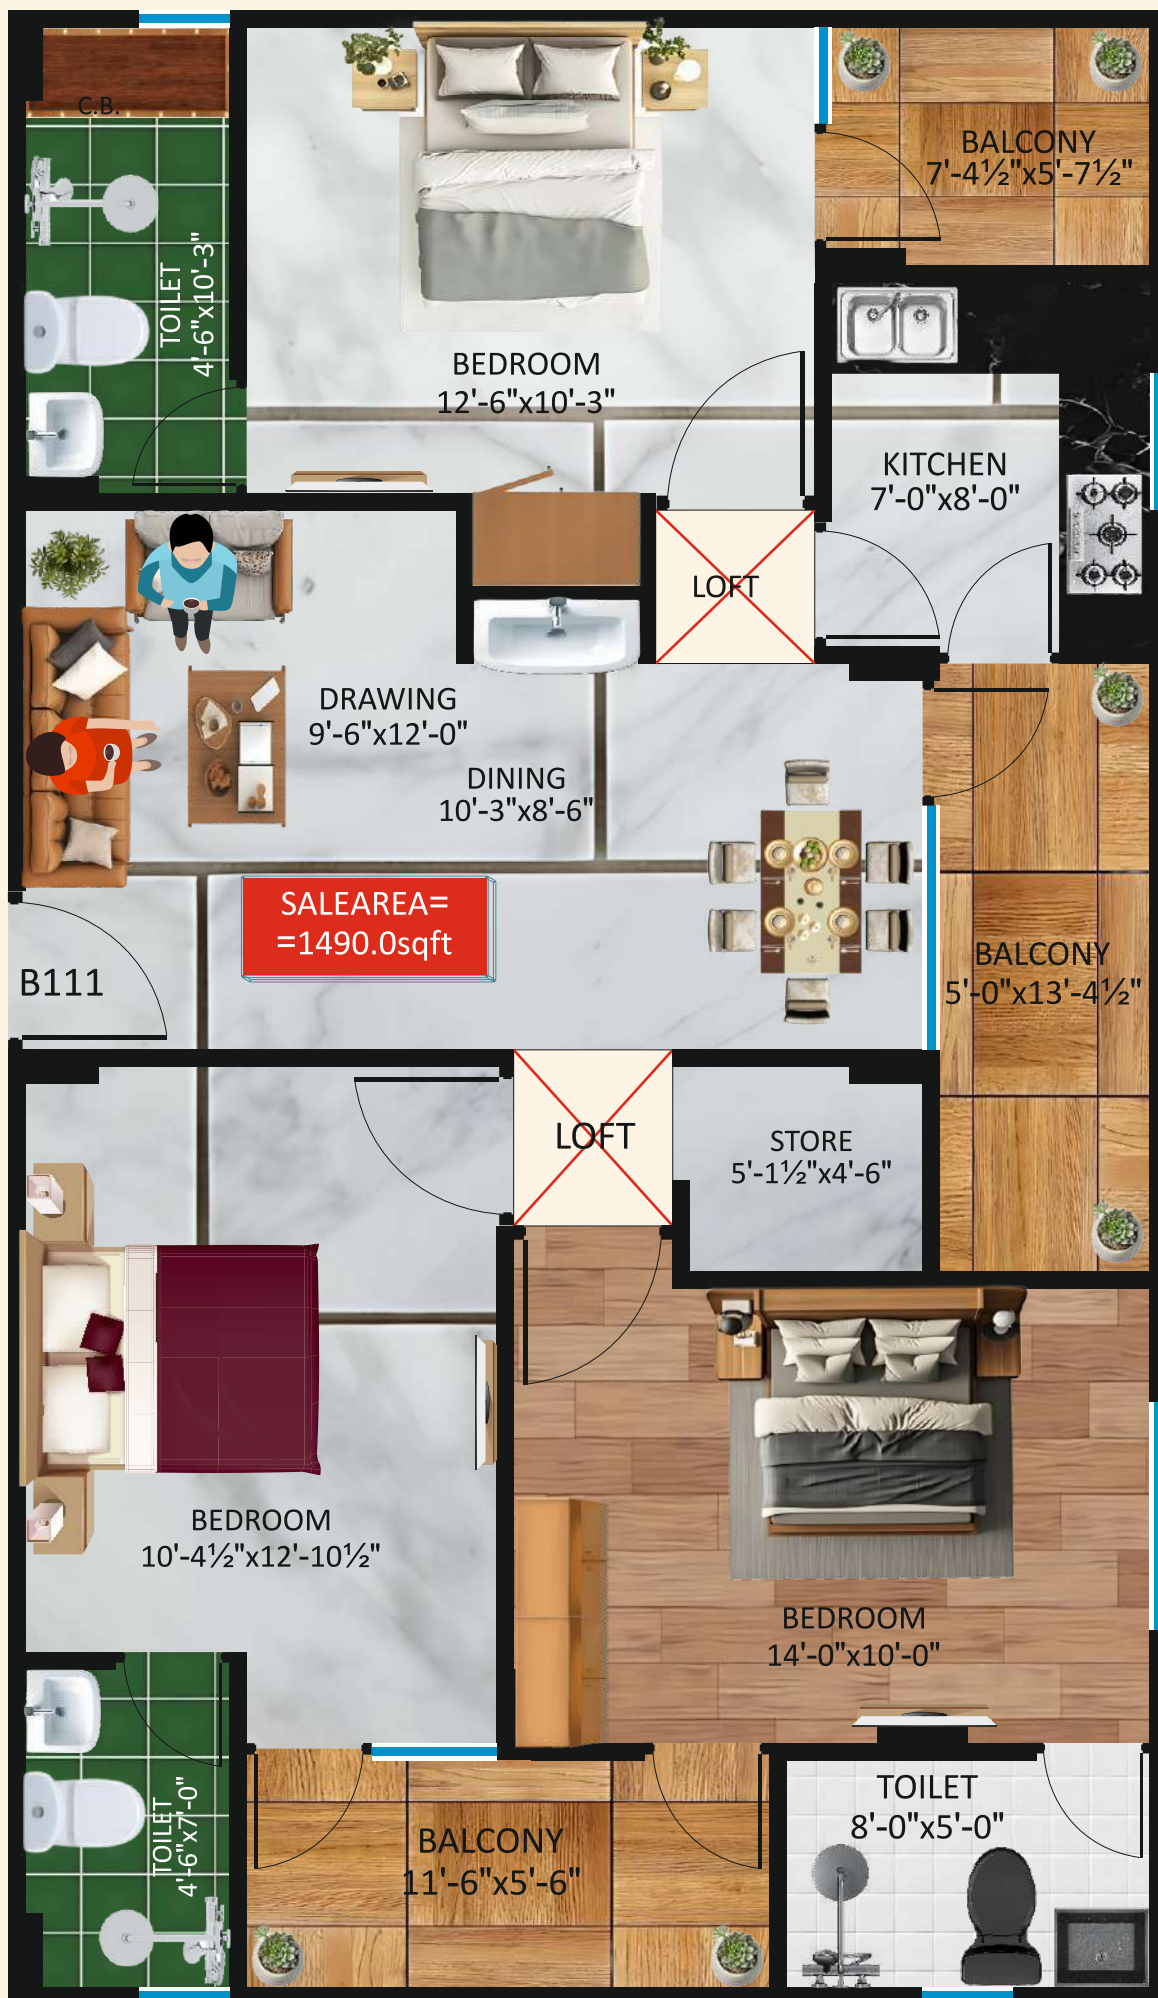 C.B.
BALCONY
7'-4½"x5'-7½"
TOILET
4'-6"x10'-3"
BEDROOM
12'-6"x10'-3"
KITCHEN
7'-0"x8'-0"
LOFT
DRAWING
9'-6"x12'-0"
DINING
10'-3"x8'-6"
SALEAREA=
=1490.0sqft
B111
BALCONY
5'-0"x13'-4½"
LOFT
STORE
5'-1½"x4'-6"
BEDROOM
10'-4½"x12'-10½"
BEDROOM
14'-0"x10'-0"
TOILET
4'-6"x7'-0"
BALCONY
11'-6"x5'-6"
TOILET
8'-0"x5'-0"